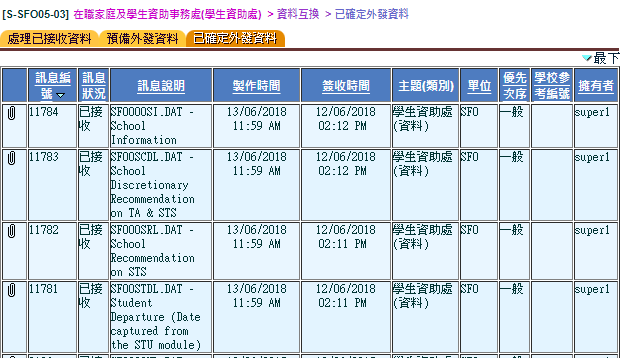 [S-SFO05-03] 在職家庭及學生資助事務處(學生資助處) > 資料互換 > 已確定外發資料
處理已接收資料 預備外發資料 已確定外發資料
最下
訊息編號 訊息狀況 訊息說明 製作時間 簽收時間 主題(類別) 單位 優先次序 學校參考編號 擁有者
11784 已接收 SFO00SI.DAT - School Information 13/06/2018 11:59 AM 12/06/2018 02:12 PM 學生資助處(資料) SFO 一般 super1
11783 已接收 SFO0SCDL.DAT - School Discretionary Recommendation on TA & STS 13/06/2018 11:59 AM 12/06/2018 02:12 PM 學生資助處(資料) SFO 一般 super1
11782 已接收 SFO0SRL.DAT - School Recommendation on STS 13/06/2018 11:59 AM 12/06/2018 02:11 PM 學生資助處(資料) SFO 一般 super1
11781 已接收 SFO0STDL.DAT - Student Departure (Date captured from the STU module) 13/06/2018 11:59 AM 12/06/2018 02:11 PM 學生資助處(資料) SFO 一般 super1